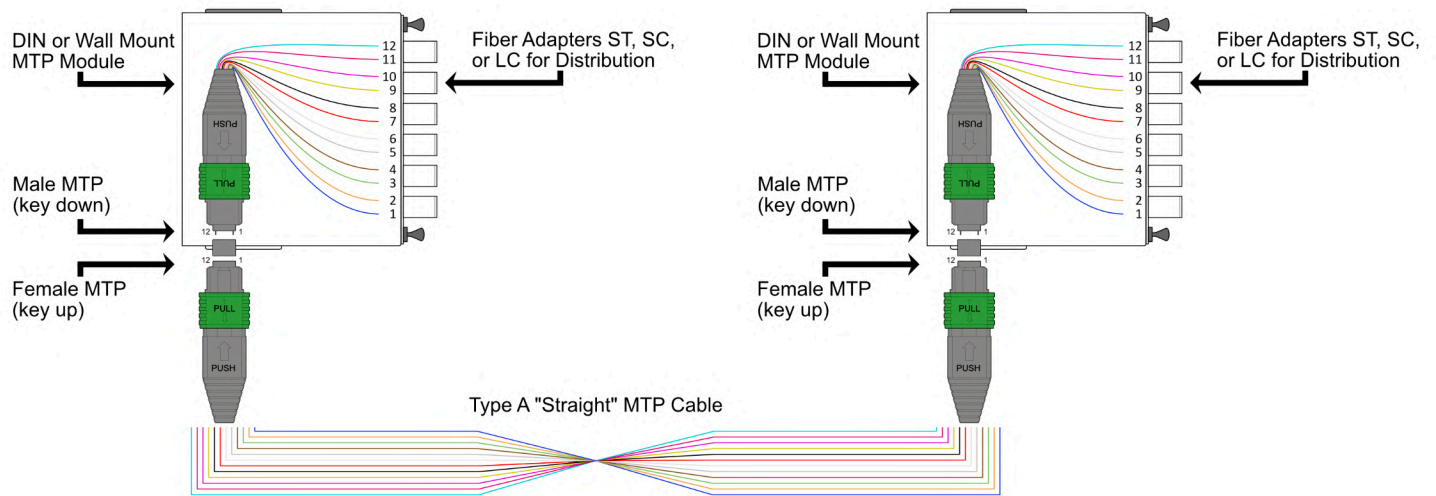 DIN or Wall Mount
MTP Module
Fiber Adapters ST, SC,
or LC for Distribution
12
11
10
9
8
7
6
5
4
3
2
1
PUSH
PULL
Male MTP
(key down)
12 1
12 1
Female MTP
(key up)
PULL
PUSH
DIN or Wall Mount
MTP Module
Fiber Adapters ST, SC,
or LC for Distribution
12
11
10
9
8
7
6
5
4
3
2
1
PUSH
PULL
Male MTP
(key down)
12 1
12 1
Female MTP
(key up)
PULL
PUSH
Type A "Straight" MTP Cable